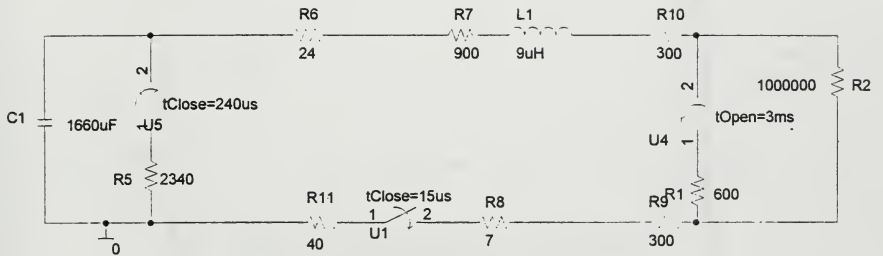 R6
R7
L1
R10
24
900
9uH
300
2
tClose=240us
C1
1660uF
1
U5
R5
2340
2
1000000
R2
tOpen=3ms
U4
1
R1
600
R11
tClose=15us
R8
R9
1
2
U1
40
7
300
0